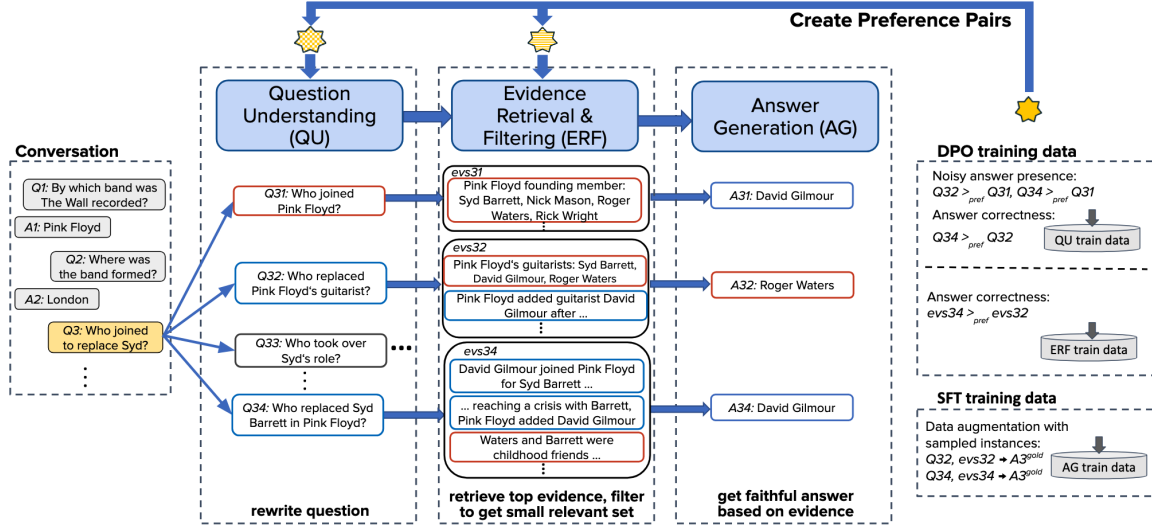 Create Preference Pairs
Question
Understanding
(QU)
Evidence
Retrieval &
Filtering (ERF)
Answer
Generation (AG)
Conversation
Q1: By which band was
The Wall recorded?
A1: Pink Floyd
Q2: Where was
the band formed?
A2: London
Q3: Who joined
to replace Syd?
Q31: Who joined
Pink Floyd?
Q32: Who replaced
Pink Floyd's guitarist?
Q33: Who took over
Syd's role?
Q34: Who replaced Syd
Barrett in Pink Floyd?
rewrite question
evs31
Pink Floyd founding member:
Syd Barrett, Nick Mason, Roger
Waters, Rick Wright
evs32
Pink Floyd's guitarists: Syd Barrett,
David Gilmour, Roger Waters
Pink Floyd added guitarist David
Gilmour after ...
evs34
David Gilmour joined Pink Floyd
for Syd Barrett ...
... reaching a crisis with Barrett,
Pink Floyd added David Gilmour
Waters and Barrett were
childhood friends ...
retrieve top evidence, filter
to get small relevant set
A31: David Gilmour
A32: Roger Waters
A34: David Gilmour
get faithful answer
based on evidence
DPO training data
Noisy answer presence:
Q32 >pref Q31, Q34 >pref Q31
Answer correctness:
Q34 >pref Q32
QU train data
Answer correctness:
evs34 >pref evs32
ERF train data
SFT training data
Data augmentation with
sampled instances:
Q32, evs32 → A3gold
Q34, evs34 → A3gold
AG train data